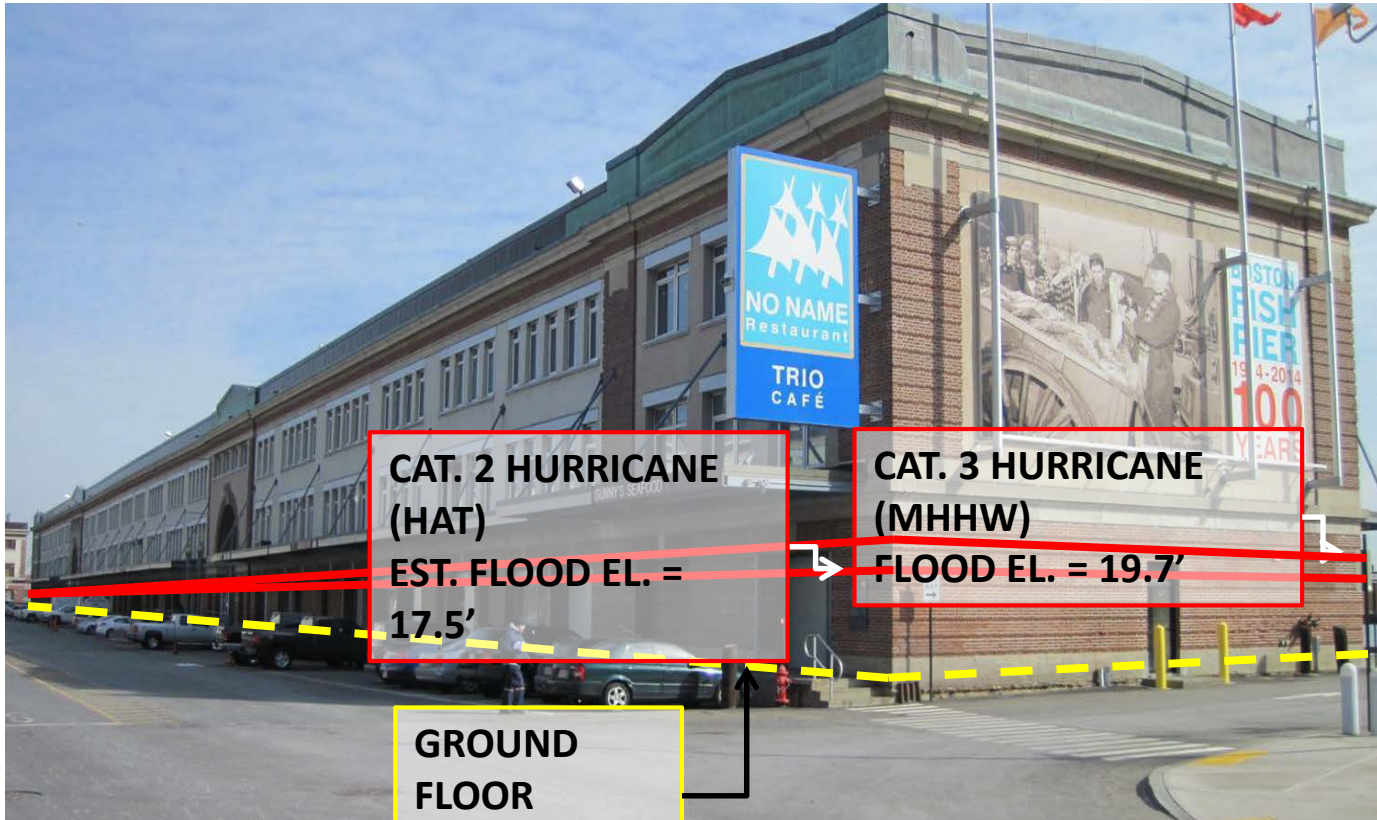 NO NAME
Restaurant
TRIO
CAFÉ
BOSTON
FISH
PIER
1914-2014
100
YEARS
SUNNY'S SEAFOOD
CAT. 2 HURRICANE
(HAT)
EST. FLOOD EL. =
17.5’
CAT. 3 HURRICANE
(MHHW)
FLOOD EL. = 19.7’
GROUND
FLOOR